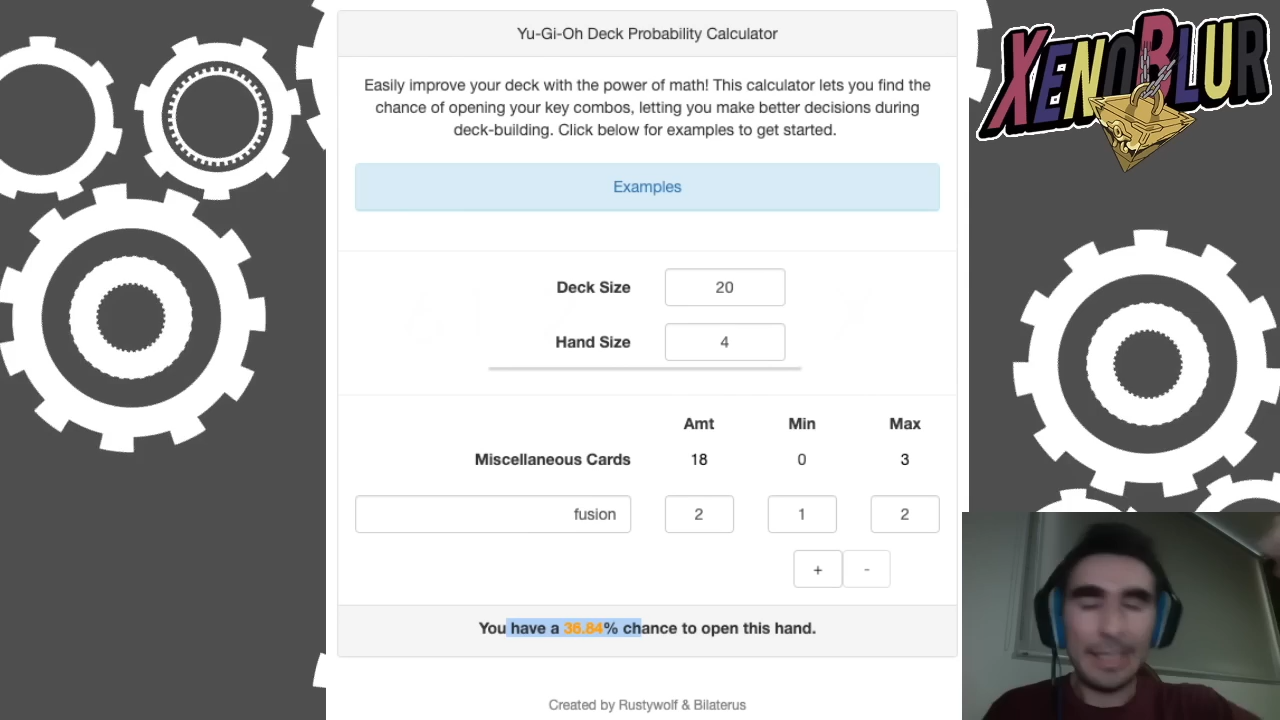 Yu-Gi-Oh Deck Probability Calculator
XENOBLUR
Easily improve your deck with the power of math! This calculator lets you find the
chance of opening your key combos, letting you make better decisions during
deck-building. Click below for examples to get started.
Examples
Deck Size 20
Hand Size 4
Amt Min Max
Miscellaneous Cards 18 0 3
fusion 2 1 2
+ -
You have a 36.84% chance to open this hand.
Created by Rustywolf & Bilaterus